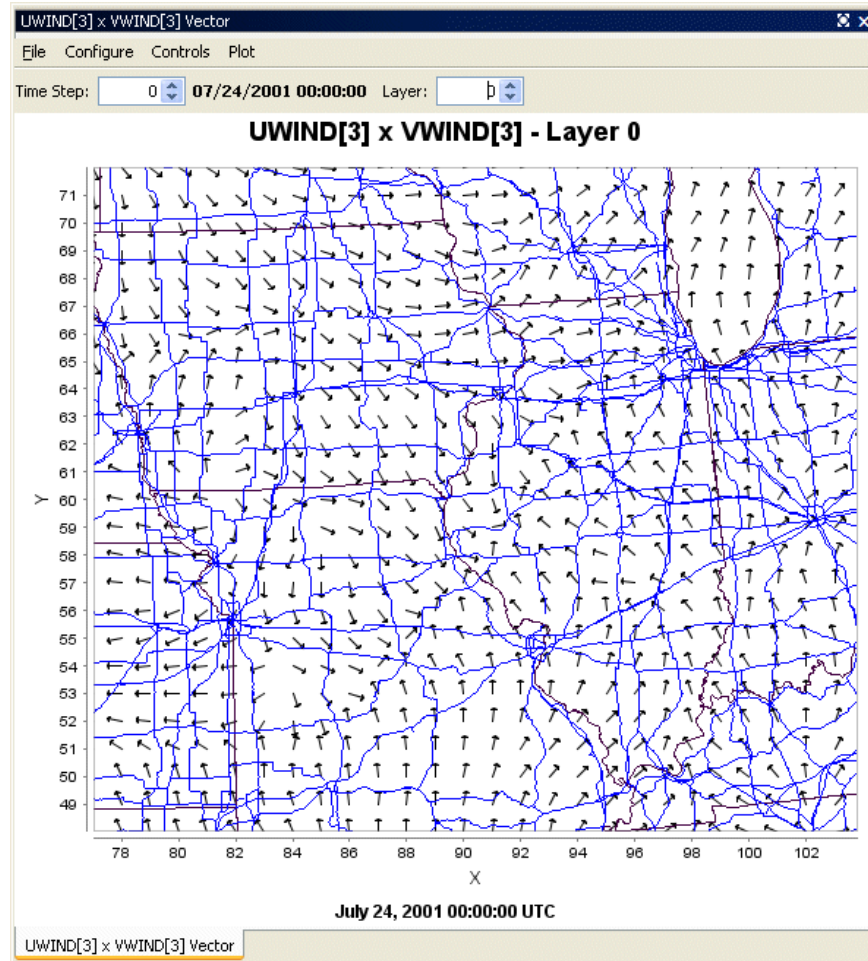 UWIND[3] x VWIND[3] Vector
File Configure Controls Plot
Time Step: 0 07/24/2001 00:00:00 Layer: 0
UWIND[3] x VWIND[3] - Layer 0
71
70
69
68
67
66
65
64
63
62
61
60
59
58
57
56
55
54
53
52
51
50
49
Y
78 80 82 84 86 88 90 92 94 96 98 100 102
X
July 24, 2001 00:00:00 UTC
UWIND[3] x VWIND[3] Vector